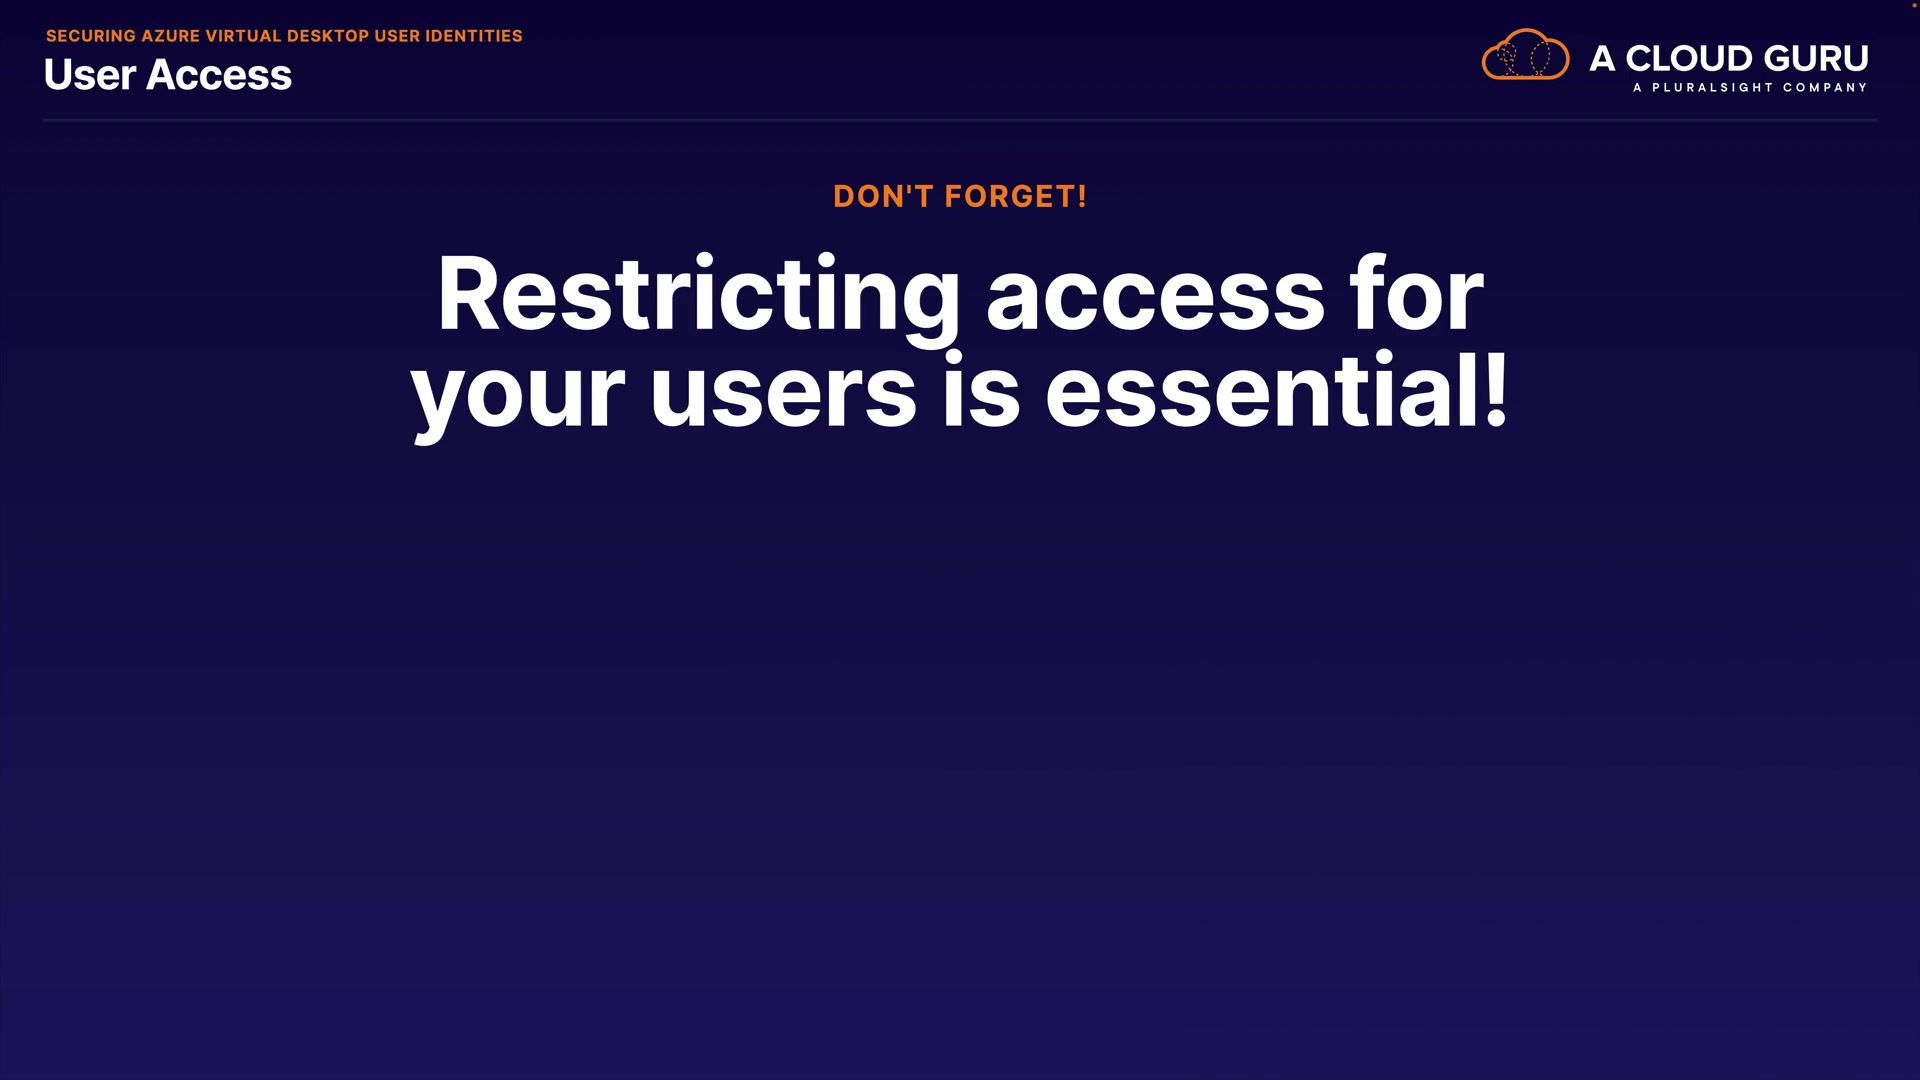 SECURING AZURE VIRTUAL DESKTOP USER IDENTITIES
User Access
A CLOUD GURU
A PLURALSIGHT COMPANY
DON'T FORGET!
Restricting access for
your users is essential!